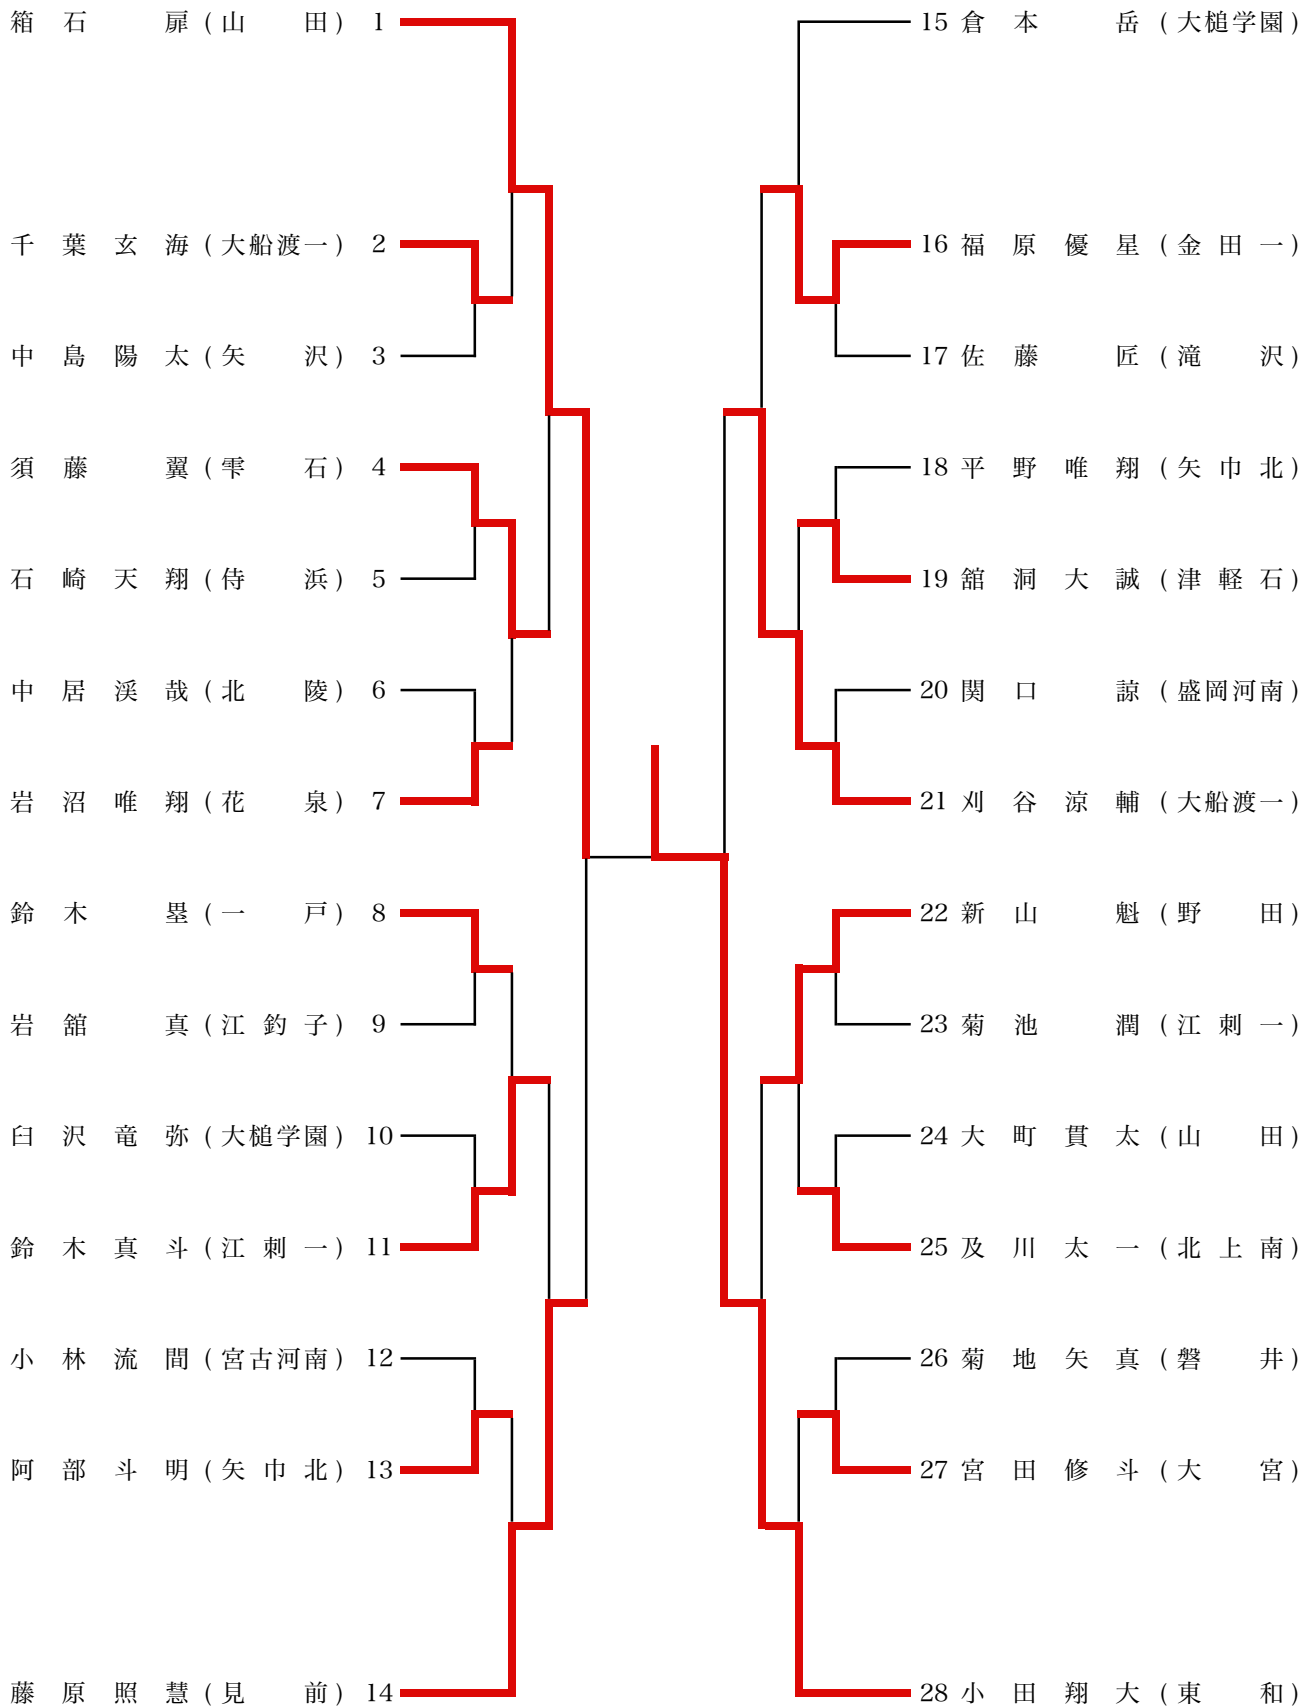 箱石　扉 (山　田) 1
千葉玄海 (大船渡一) 2
中島陽太 (矢　沢) 3
須藤　翼 (雫　石) 4
石崎天翔 (侍　浜) 5
中居渓哉 (北　陵) 6
岩沼唯翔 (花　泉) 7
鈴木　塁 (一　戸) 8
岩舘　真 (江釣子) 9
臼沢竜弥 (大槌学園) 10
鈴木真斗 (江刺一) 11
小林流間 (宮古河南) 12
阿部斗明 (矢巾北) 13
藤原照慧 (見　前) 14
15 倉本　岳 (大槌学園)
16 福原優星 (金田一)
17 佐藤　匠 (滝　沢)
18 平野唯翔 (矢巾北)
19 舘洞大誠 (津軽石)
20 関口　諒 (盛岡河南)
21 刈谷涼輔 (大船渡一)
22 新山　魁 (野　田)
23 菊池　潤 (江刺一)
24 大町貫太 (山　田)
25 及川太一 (北上南)
26 菊地矢真 (磐　井)
27 宮田修斗 (大　宮)
28 小田翔大 (東　和)